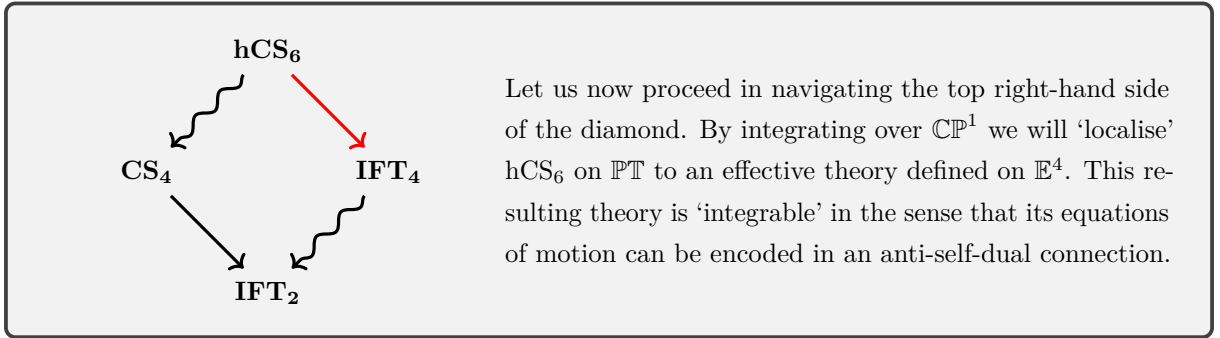 hCS₆
CS₄
IFT₄
IFT₂
Let us now proceed in navigating the top right-hand side
of the diamond. By integrating over ℂℙ¹ we will ‘localise’
hCS₆ on ℙ𝕋 to an effective theory defined on 𝔼⁴. This re-
sulting theory is ‘integrable’ in the sense that its equations
of motion can be encoded in an anti-self-dual connection.